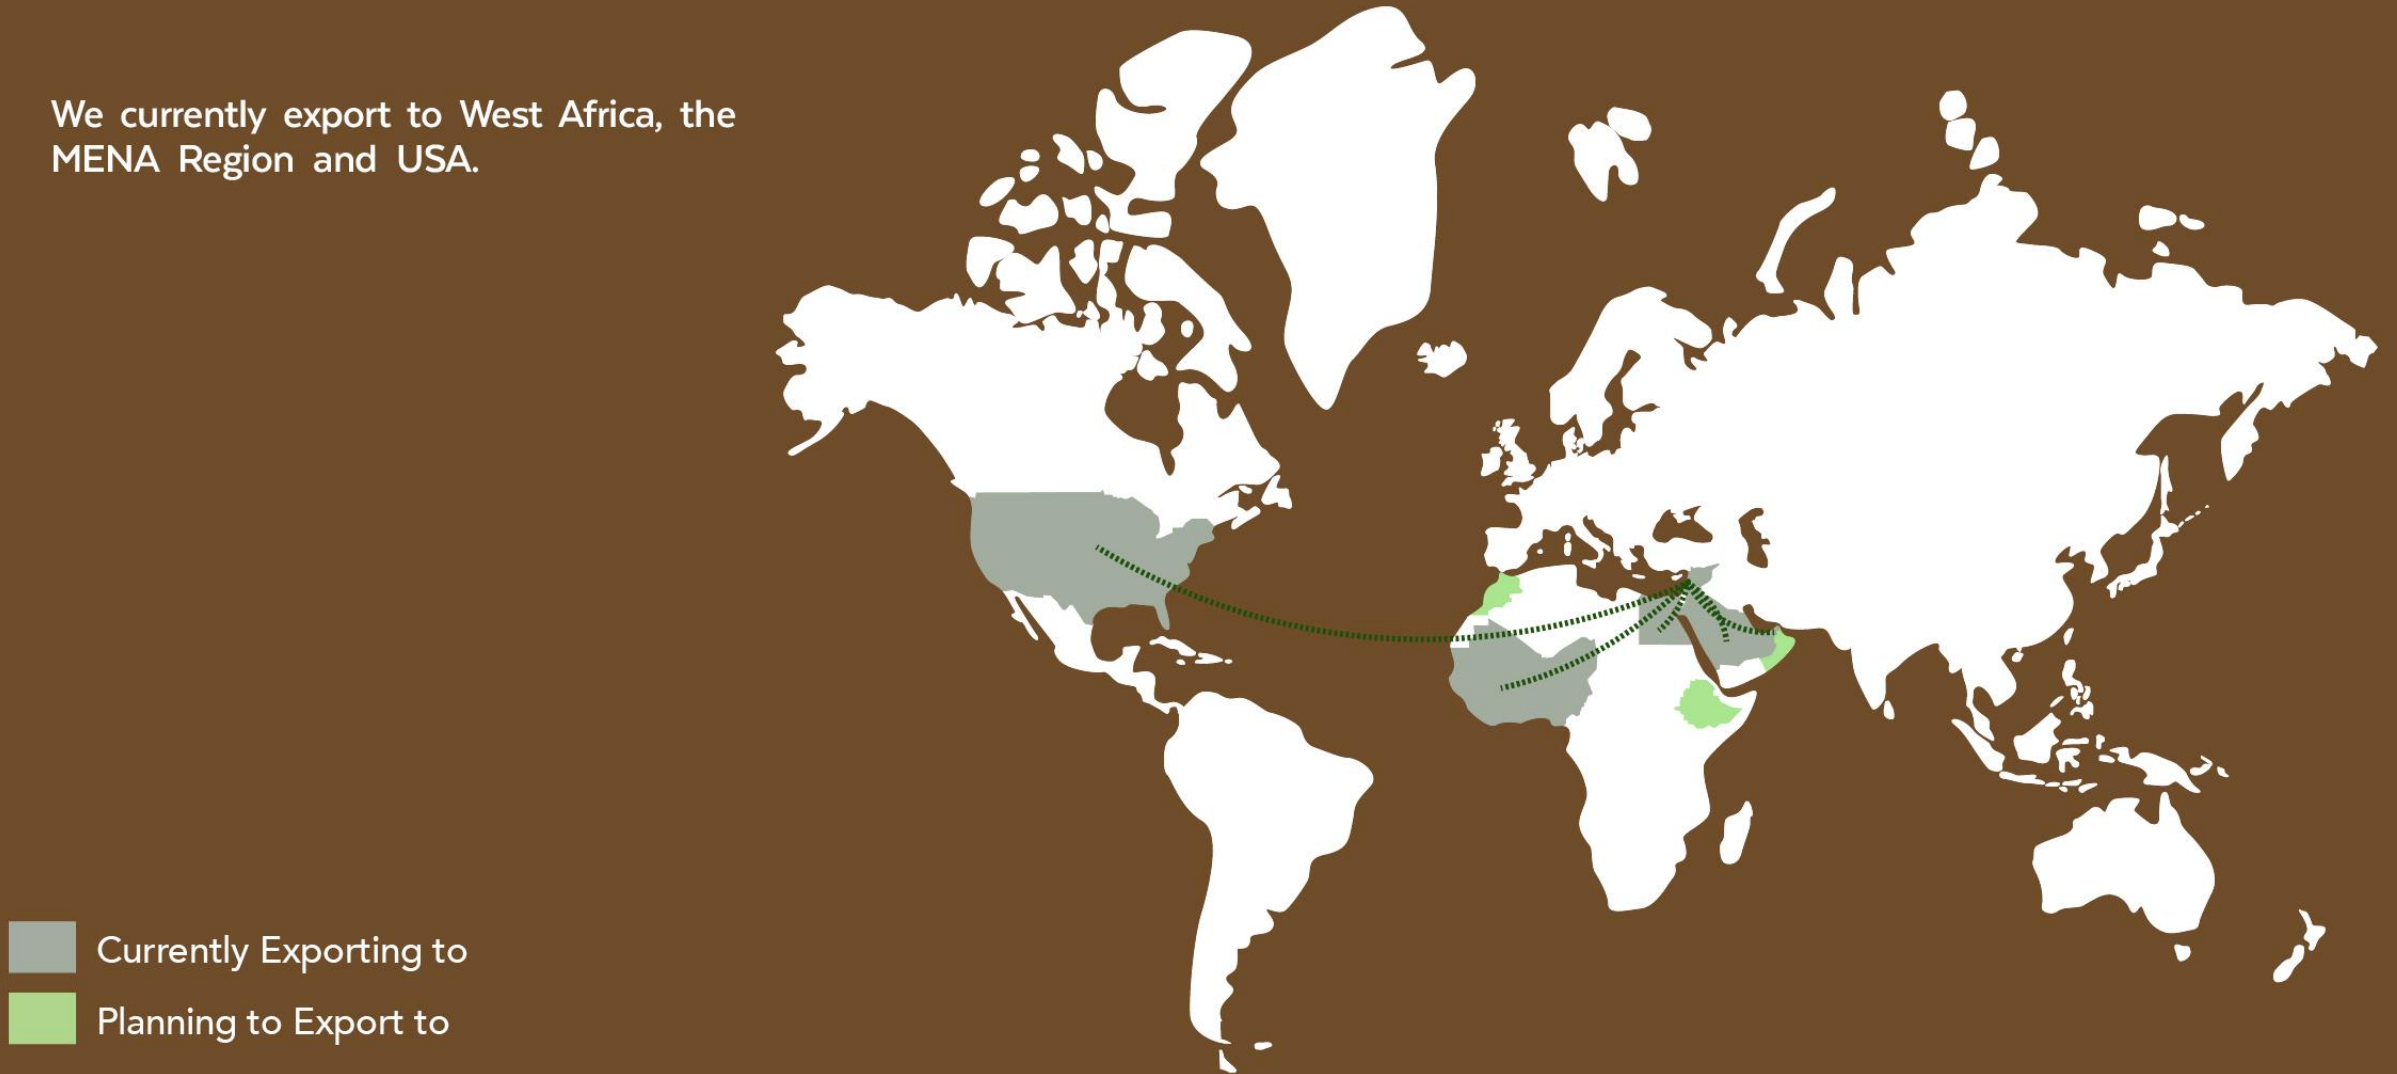 We currently export to West Africa, the
MENA Region and USA.
Currently Exporting to
Planning to Export to